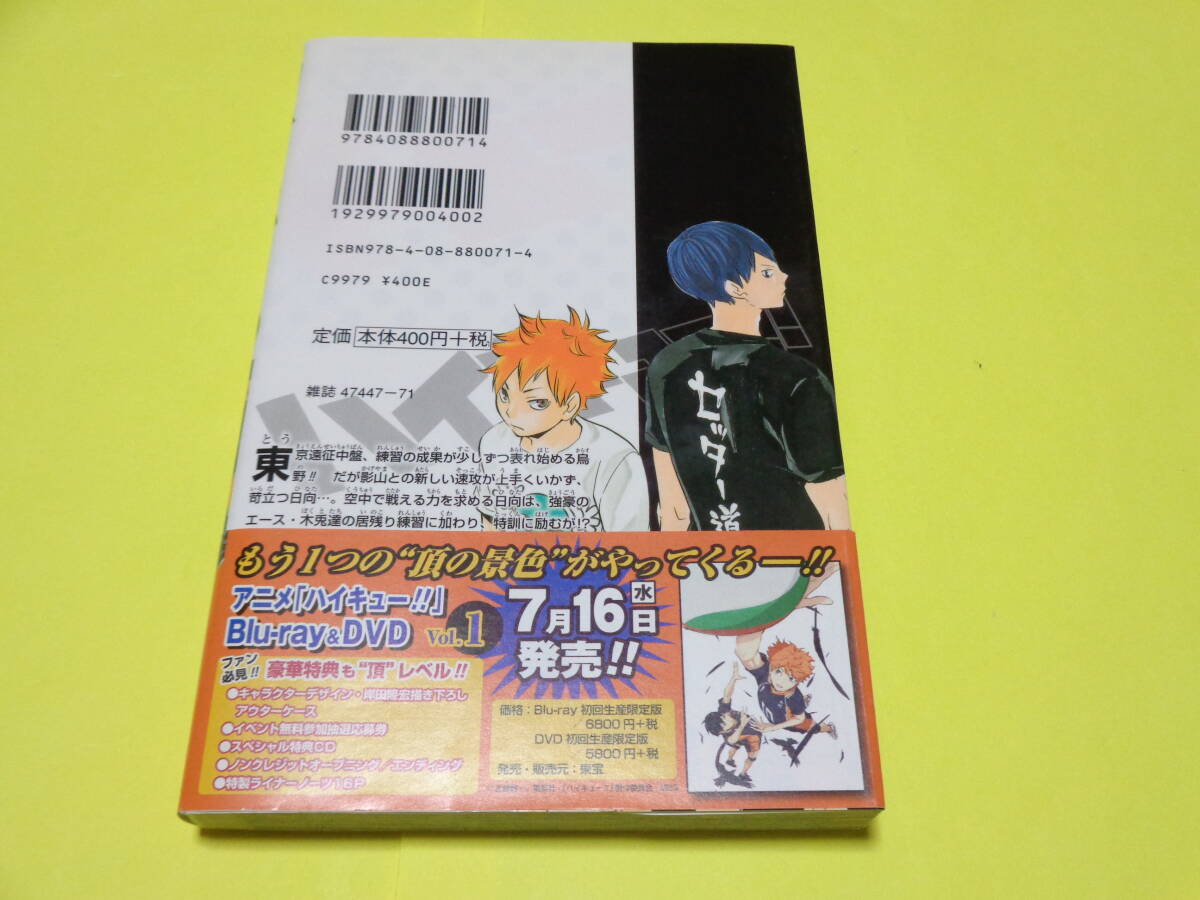 9784088800714
1929979004002
ISBN978-4-08-880071-4
C9979 ¥400E
定価 本体400円+税
雑誌 47447-71
ハイキュー!!
セッター道
東京遠征中盤、練習の成果が少しずつ表れ始める烏
野!! だが影山との新しい速攻が上手くいかず、
苛立つ日向…。空中で戦える力を求める日向は、強豪の
エース・木兎達の居残り練習に加わり、特訓に励むが!?
もう1つの“頂の景色”がやってくるー!!
アニメ「ハイキュー!!」
Blu-ray&DVD Vol.1
ファン必見!! 豪華特典も“頂”レベル!!
●キャラクターデザイン・岸田隆宏描き下ろし
アウターケース
●イベント無料参加抽選応募券
●スペシャル特典CD
●ノンクレジットオープニング/エンディング
●特製ライナーノーツ16P
7月16日水
発売!!
価格:Blu-ray 初回生産限定版
/6800円+税
DVD 初回生産限定版
5800円+税
発売・販売元:東宝